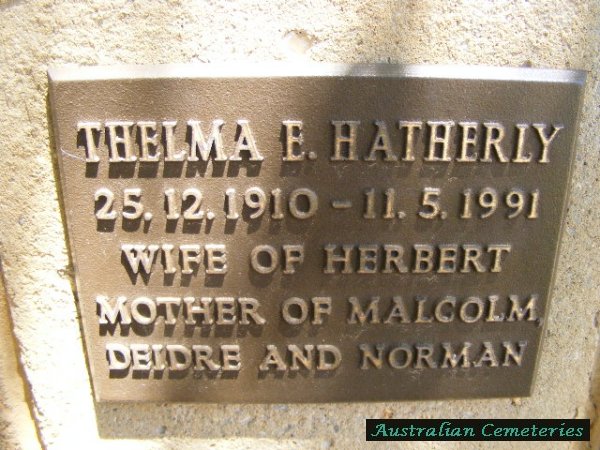 THELMA E. HATHERLY
25.12.1910 - 11.5.1991
WIFE OF HERBERT
MOTHER OF MALCOLM,
DEIDRE AND NORMAN
Australian Cemeteries